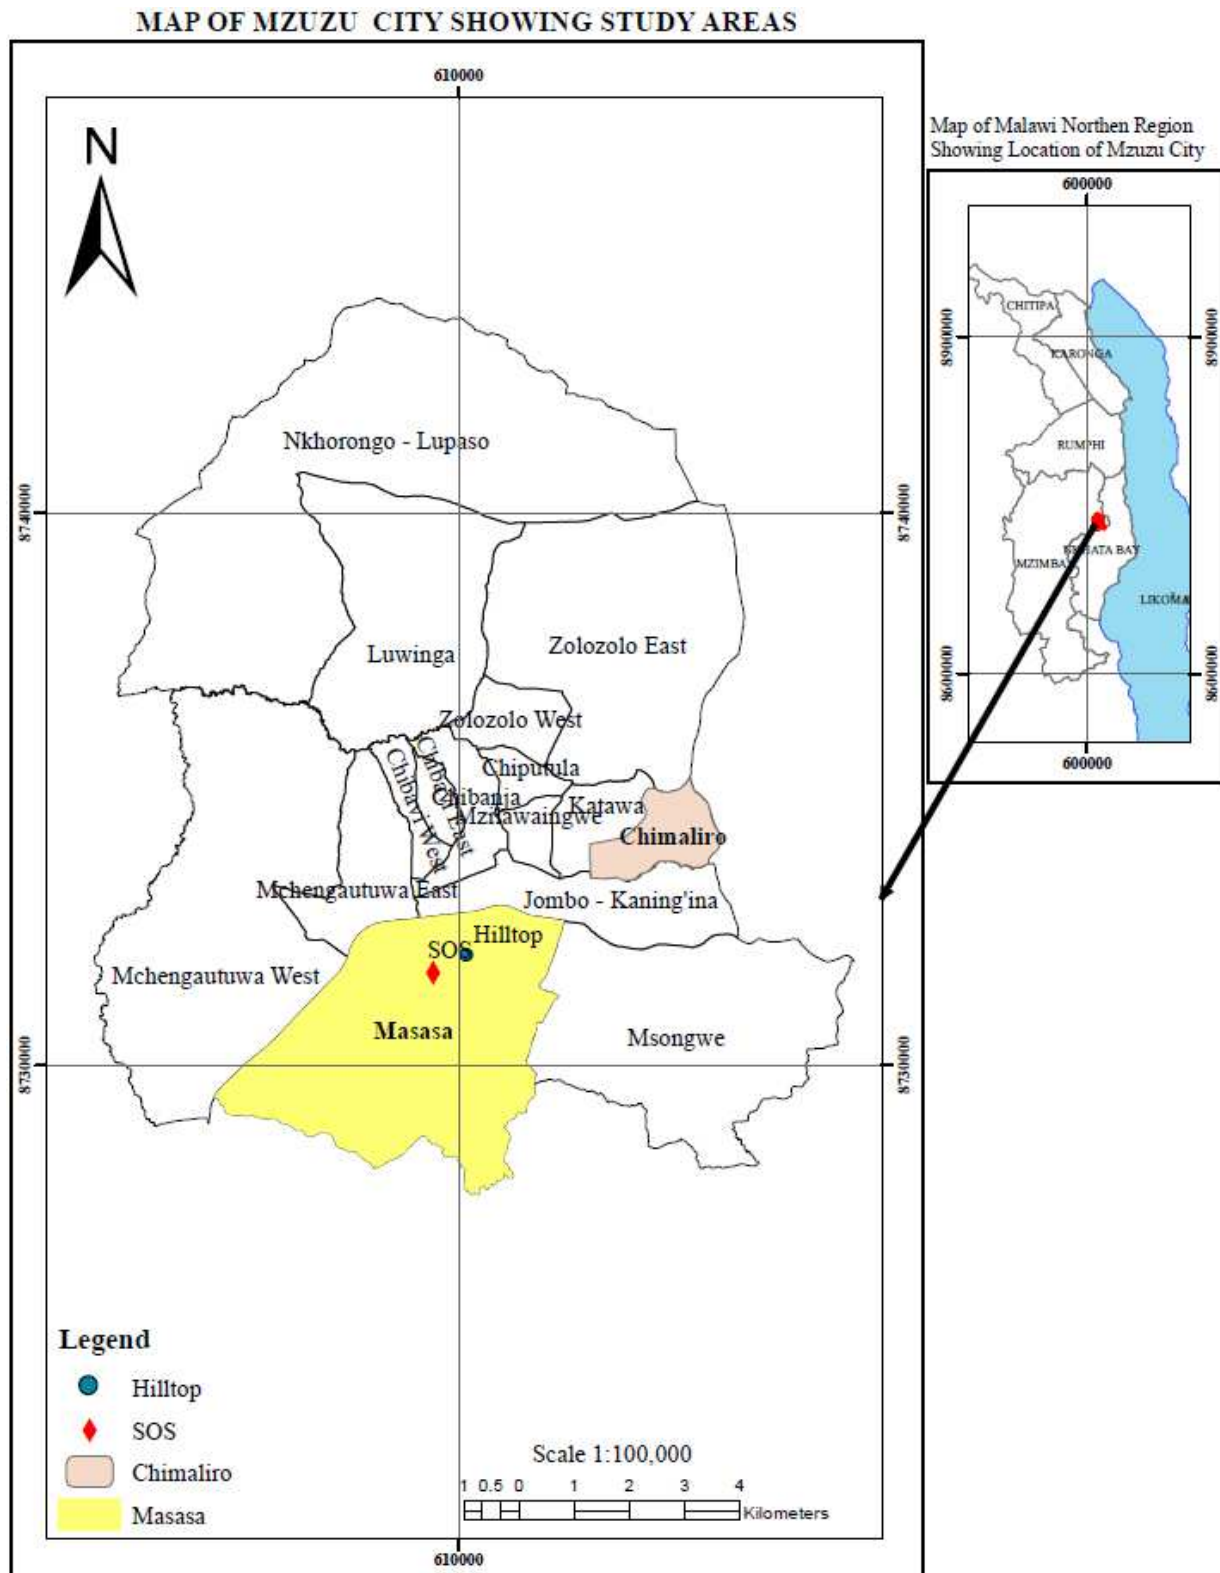 MAP OF MZUZU CITY SHOWING STUDY AREAS
610000
N
Nkhorongo - Lupaso
8740000
8740000
Luwinga
Zolozolo East
Zolozolo West
Chiputula
Chibavi East
Chibavi West
Chibanja
Mzilawaingwe
Katawa
Chimaliro
Mchengautuwa East
Jombo - Kaning'ina
Hilltop
SOS
Mchengautuwa West
Masasa
Msongwe
8730000
8730000
Legend
Hilltop
SOS
Chimaliro
Masasa
Scale 1:100,000
1 0.5 0 1 2 3 4
Kilometers
610000
Map of Malawi Northen Region
Showing Location of Mzuzu City
600000
CHITIPA
8900000
8900000
KARONGA
RUMPHI
NKHATA BAY
MZIMBA
LIKOMA
8600000
8600000
600000